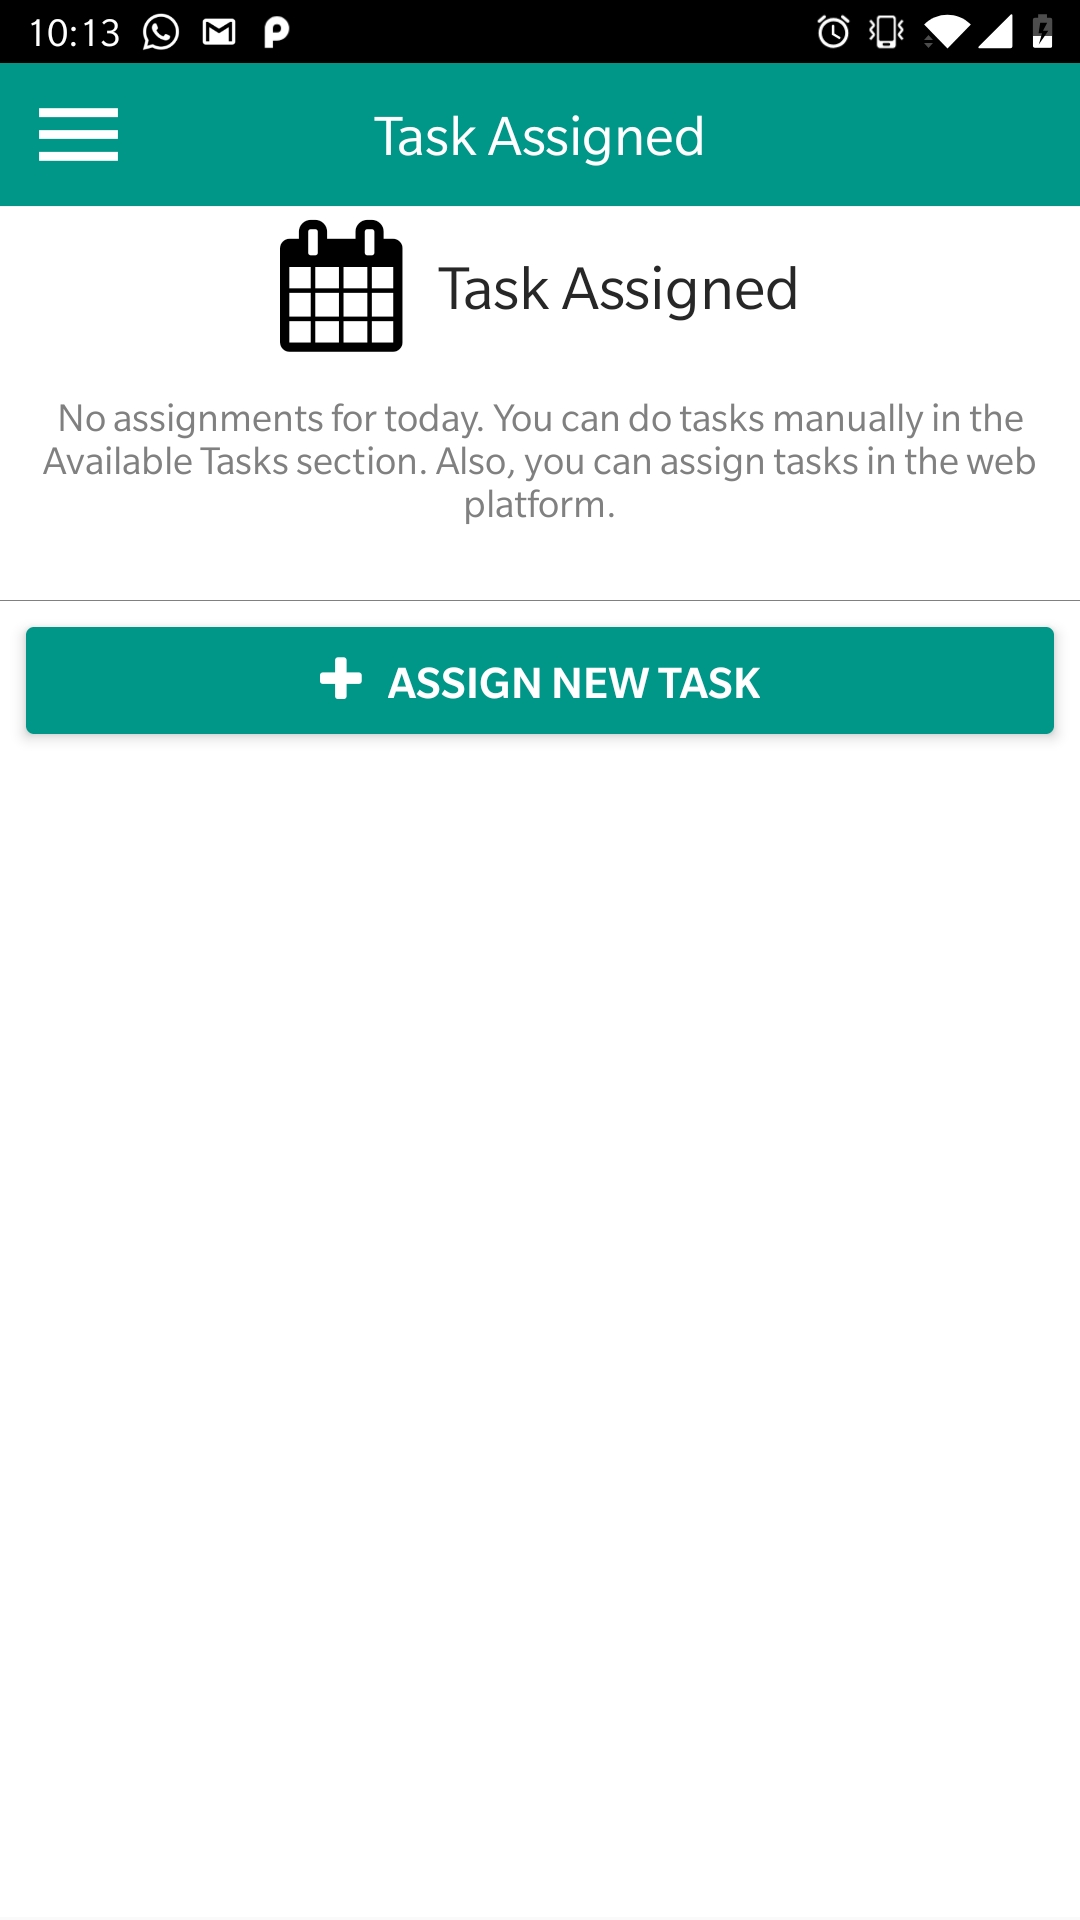 10:13
Task Assigned
Task Assigned
No assignments for today. You can do tasks manually in the
Available Tasks section. Also, you can assign tasks in the web
platform.
ASSIGN NEW TASK